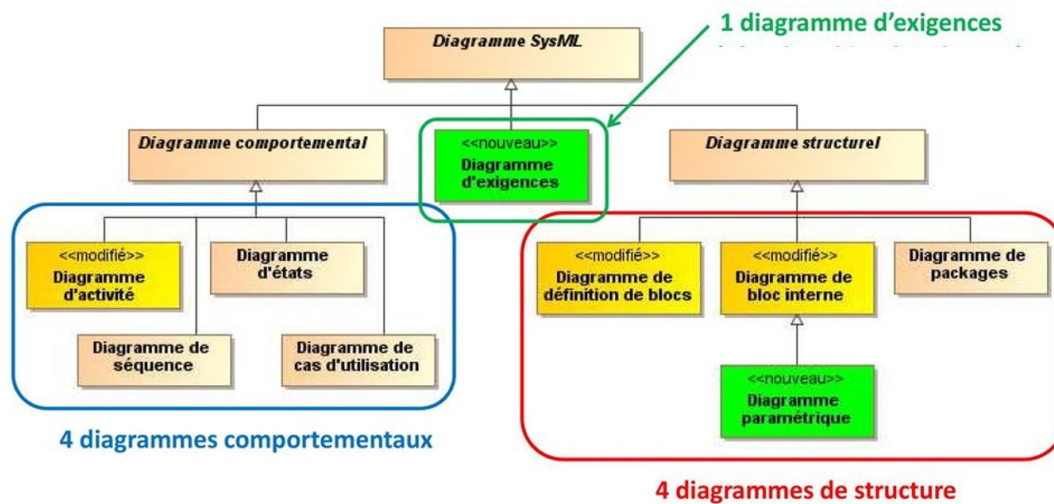 1 diagramme d'exigences
Diagramme SysML
Diagramme comportemental
<<nouveau>>
Diagramme
d'exigences
Diagramme structurel
<<modifié>>
Diagramme
d'activité
Diagramme
d'états
Diagramme de
séquence
Diagramme de
cas d'utilisation
<<modifié>>
Diagramme de
définition de blocs
<<modifié>>
Diagramme de
bloc interne
Diagramme de
packages
<<nouveau>>
Diagramme
paramétrique
4 diagrammes comportementaux
4 diagrammes de structure